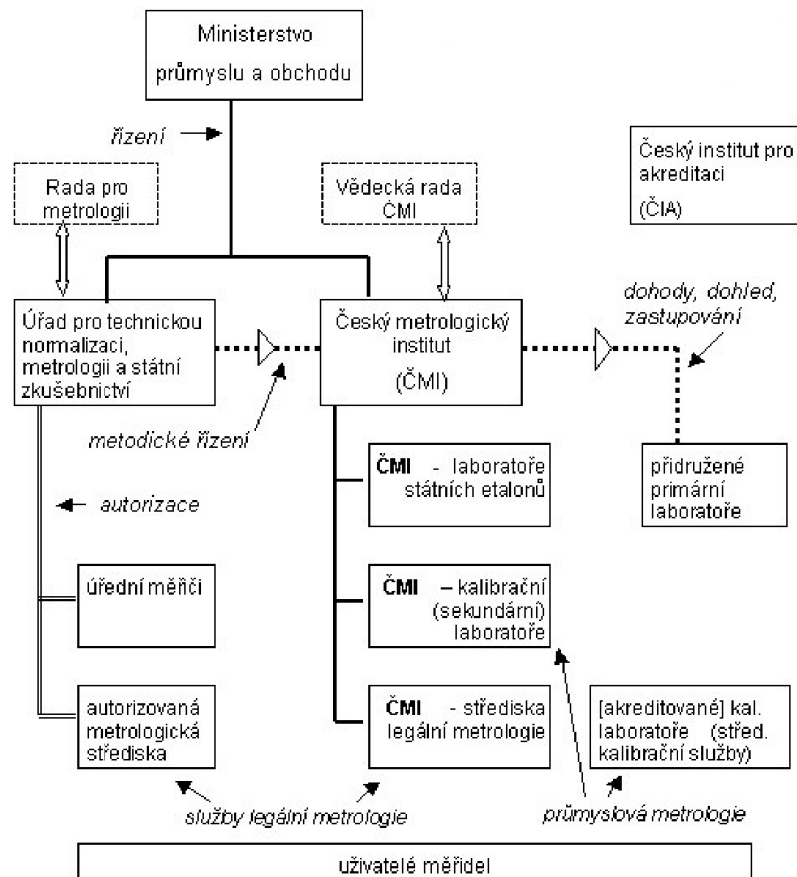 Ministerstvo
průmyslu a obchodu
řízení
Český institut pro
akreditaci
(ČIA)
Rada pro
metrologii
Vědecká rada
ČMI
dohody, dohled,
zastupování
Úřad pro technickou
normalizaci,
metrologii a státní
zkušebnictví
Český metrologický
institut
(ČMI)
metodické řízení
ČMI - laboratoře
státních etalonů
přidružené
primární
laboratoře
autorizace
úřední měřiči
ČMI – kalibrační
(sekundární)
laboratoře
autorizovaná
metrologická
střediska
ČMI - střediska
legální metrologie
[akreditované] kal.
laboratoře (střed.
kalibrační služby)
služby legální metrologie
průmyslová metrologie
uživatelé měřidel